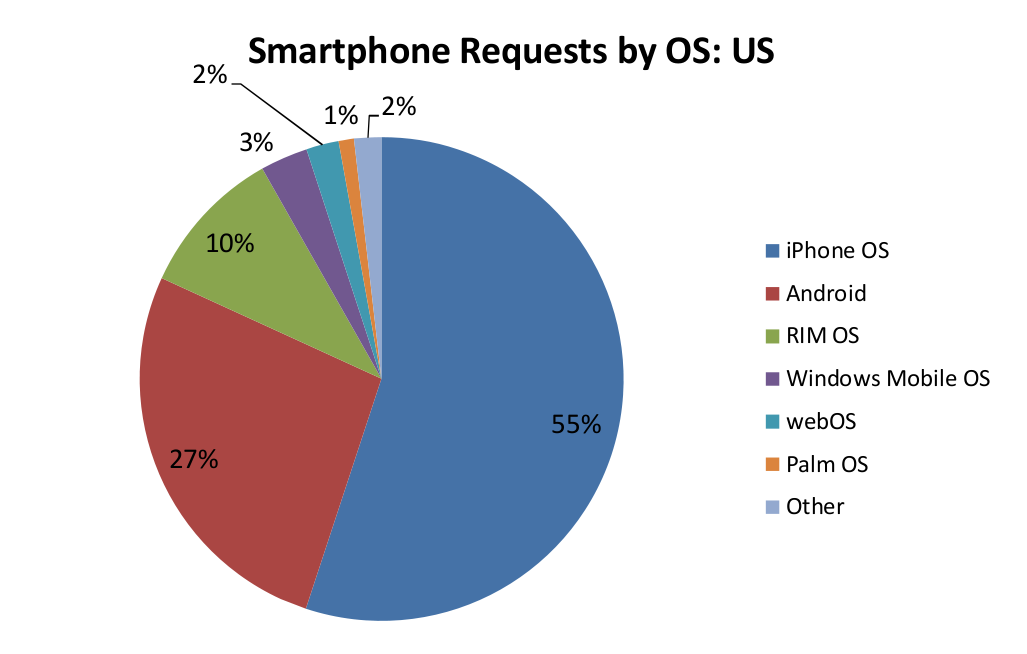 Smartphone Requests by OS: US
2%
1%
2%
3%
10%
27%
55%
iPhone OS
Android
RIM OS
Windows Mobile OS
webOS
Palm OS
Other